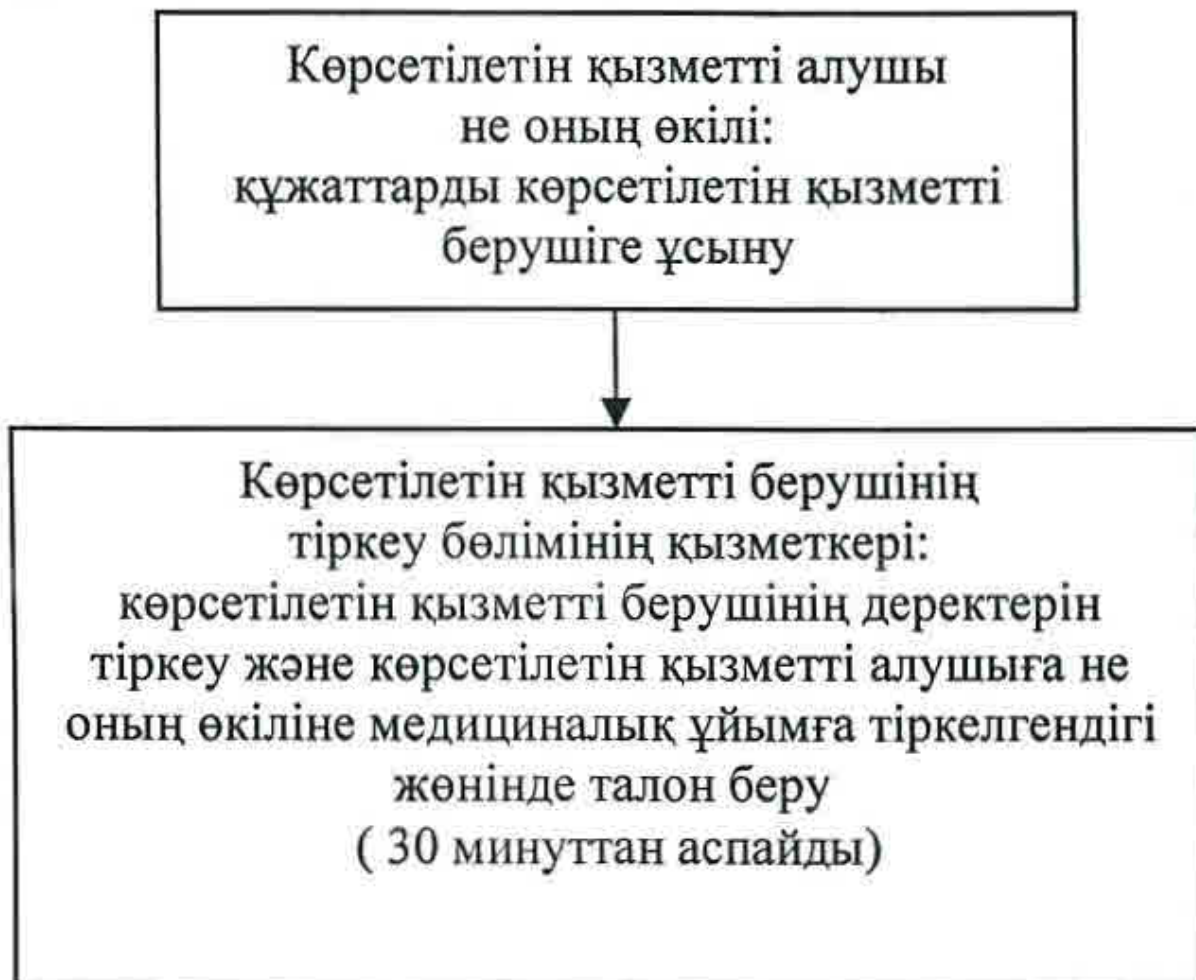 Көрсетілетін қызметті алушы
не оның өкілі:
құжаттарды көрсетілетін қызметті
берушіге ұсыну
Көрсетілетін қызметті берушінің
тіркеу бөлімінің қызметкері:
көрсетілетін қызметті берушінің деректерін
тіркеу және көрсетілетін қызметті алушыға не
оның өкіліне медициналық ұйымға тіркелгендігі
жөнінде талон беру
( 30 минуттан аспайды)